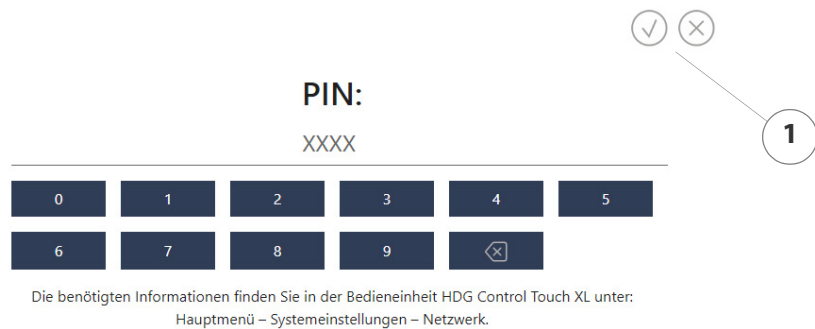 PIN:
1
XXXX
0 1 2 3 4 5
6 7 8 9
Die benötigten Informationen finden Sie in der Bedieneinheit HDG Control Touch XL unter:
Hauptmenü – Systemeinstellungen – Netzwerk.